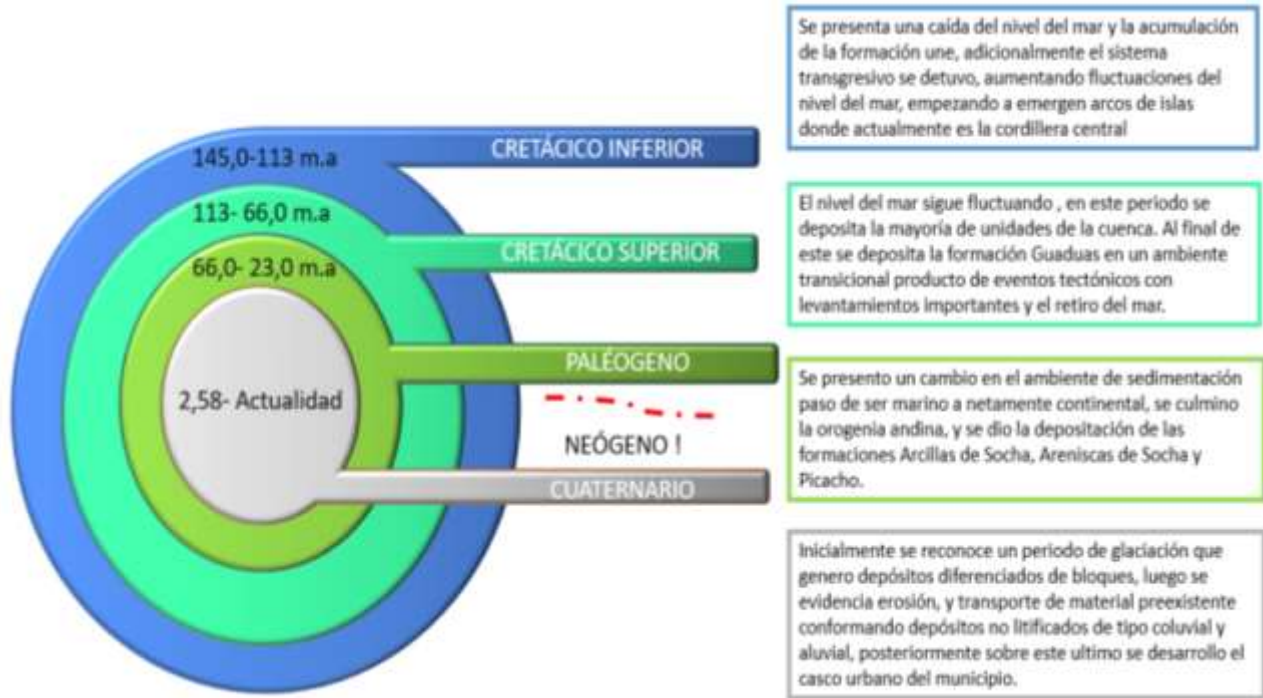 145,0-113 m.a
113- 66,0 m.a
66,0- 23,0 m.a
2,58- Actualidad
CRETÁCICO INFERIOR
CRETÁCICO SUPERIOR
PALÉOGENO
NEÓGENO !
CUATERNARIO
Se presenta una caída del nivel del mar y la acumulación
de la formación une, adicionalmente el sistema
transgresivo se detuvo, aumentando fluctuaciones del
nivel del mar, empezando a emergen arcos de islas
donde actualmente es la cordillera central
El nivel del mar sigue fluctuando , en este periodo se
deposita la mayoría de unidades de la cuenca. Al final de
este se deposita la formación Guaduas en un ambiente
transicional producto de eventos tectónicos con
levantamientos importantes y el retiro del mar.
Se presento un cambio en el ambiente de sedimentación
paso de ser marino a netamente continental, se culmino
la orogenia andina, y se dio la depositación de las
formaciones Arcillas de Socha, Areniscas de Socha y
Picacho.
Inicialmente se reconoce un periodo de glaciación que
genero depósitos diferenciados de bloques, luego se
evidencia erosión, y transporte de material preexistente
conformando depósitos no litificados de tipo coluvial y
aluvial, posteriormente sobre este ultimo se desarrollo el
casco urbano del municipio.